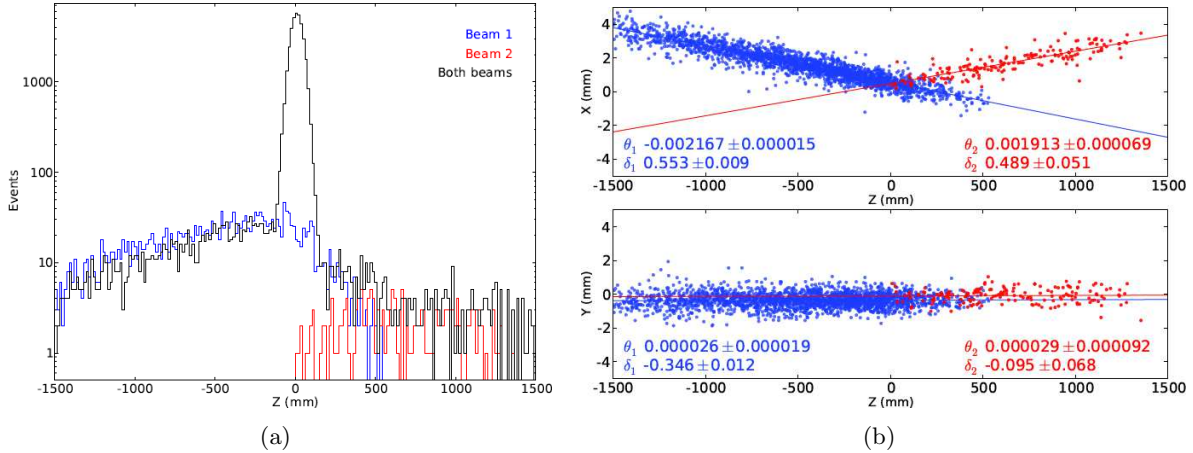 Beam 1
Beam 2
Both beams
1000
100
10
1
Events
-1500 -1000 -500 0 500 1000 1500
Z (mm)
(a)
4
2
0
-2
-4
X (mm)
θ₁ -0.002167±0.000015
δ₁ 0.553±0.009
θ₂ 0.001913±0.000069
δ₂ 0.489±0.051
-1500 -1000 -500 0 500 1000 1500
Z (mm)
4
2
0
-2
-4
Y (mm)
θ₁ 0.000026±0.000019
δ₁ -0.346±0.012
θ₂ 0.000029±0.000092
δ₂ -0.095±0.068
-1500 -1000 -500 0 500 1000 1500
Z (mm)
(b)